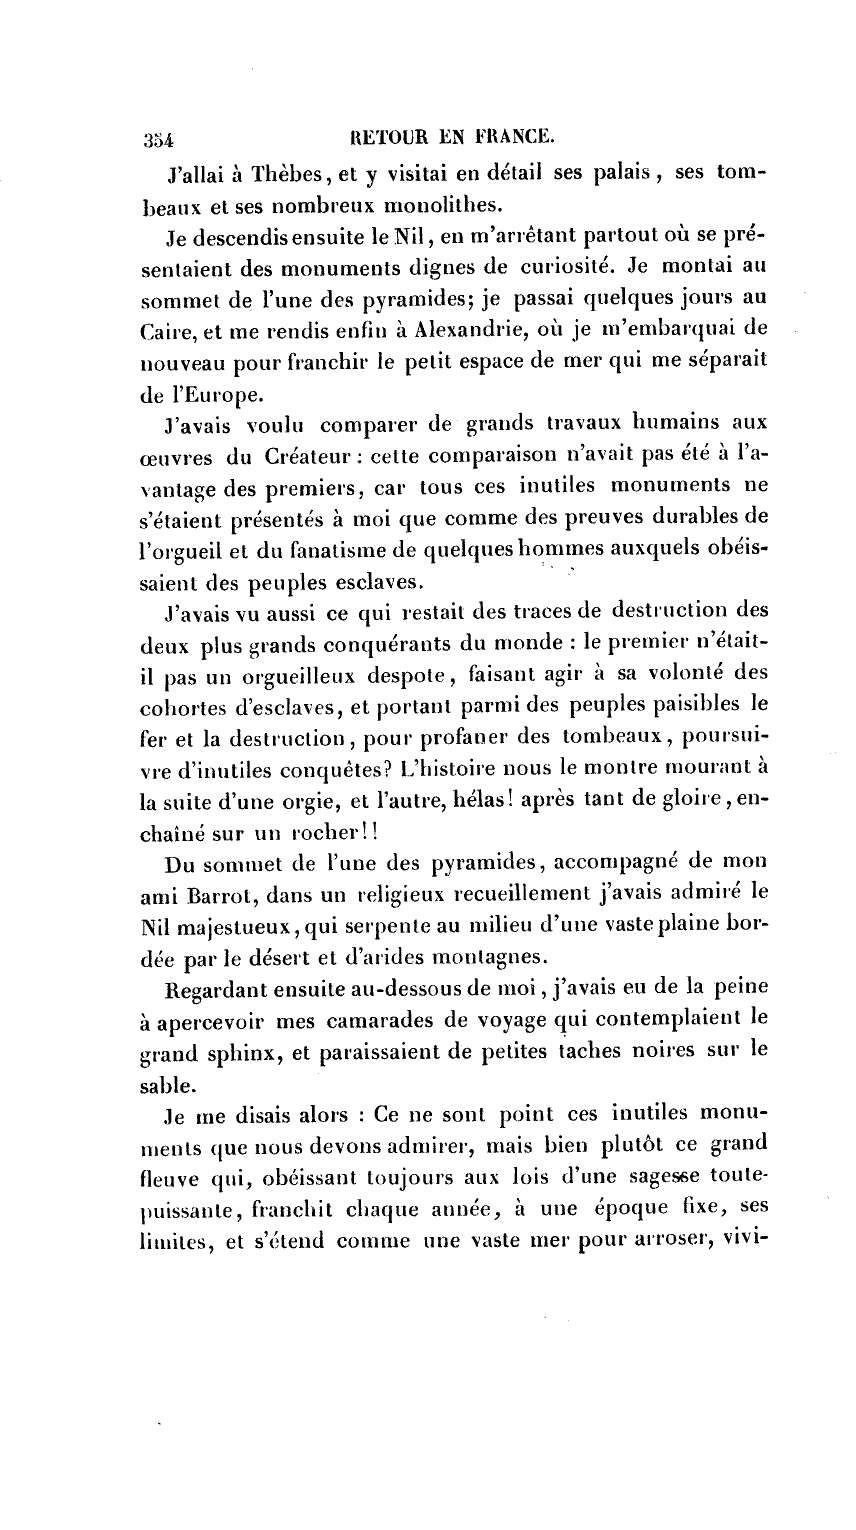 354 RETOUR EN FRANCE.
J'allai à Thèbes, et y visitai en détail ses palais, ses tom-
beaux et ses nombreux monolithes.
Je descendis ensuite le Nil, en m'arrêtant partout où se pré-
sentaient des monuments dignes de curiosité. Je montai au
sommet de l'une des pyramides; je passai quelques jours au
Caire, et me rendis enfin à Alexandrie, où je m'embarquai de
nouveau pour franchir le petit espace de mer qui me séparait
de l'Europe.
J'avais voulu comparer de grands travaux humains aux
œuvres du Créateur : cette comparaison n'avait pas été à l'a-
vantage des premiers, car tous ces inutiles monuments ne
s'étaient présentés à moi que comme des preuves durables de
l'orgueil et du fanatisme de quelques hommes auxquels obéis-
saient des peuples esclaves.
J'avais vu aussi ce qui restait des traces de destruction des
deux plus grands conquérants du monde : le premier n'était-
il pas un orgueilleux despote, faisant agir à sa volonté des
cohortes d'esclaves, et portant parmi des peuples paisibles le
fer et la destruction, pour profaner des tombeaux, poursui-
vre d'inutiles conquêtes? L'histoire nous le montre mourant à
la suite d'une orgie, et l'autre, hélas! après tant de gloire, en-
chaîné sur un rocher!!
Du sommet de l'une des pyramides, accompagné de mon
ami Barrot, dans un religieux recueillement j'avais admiré le
Nil majestueux, qui serpente au milieu d'une vaste plaine bor-
dée par le désert et d'arides montagnes.
Regardant ensuite au-dessous de moi, j'avais eu de la peine
à apercevoir mes camarades de voyage qui contemplaient le
grand sphinx, et paraissaient de petites taches noires sur le
sable.
Je me disais alors : Ce ne sont point ces inutiles monu-
ments que nous devons admirer, mais bien plutôt ce grand
fleuve qui, obéissant toujours aux lois d'une sagesse toute-
puissante, franchit chaque année, à une époque fixe, ses
limites, et s'étend comme une vaste mer pour arroser, vivi-